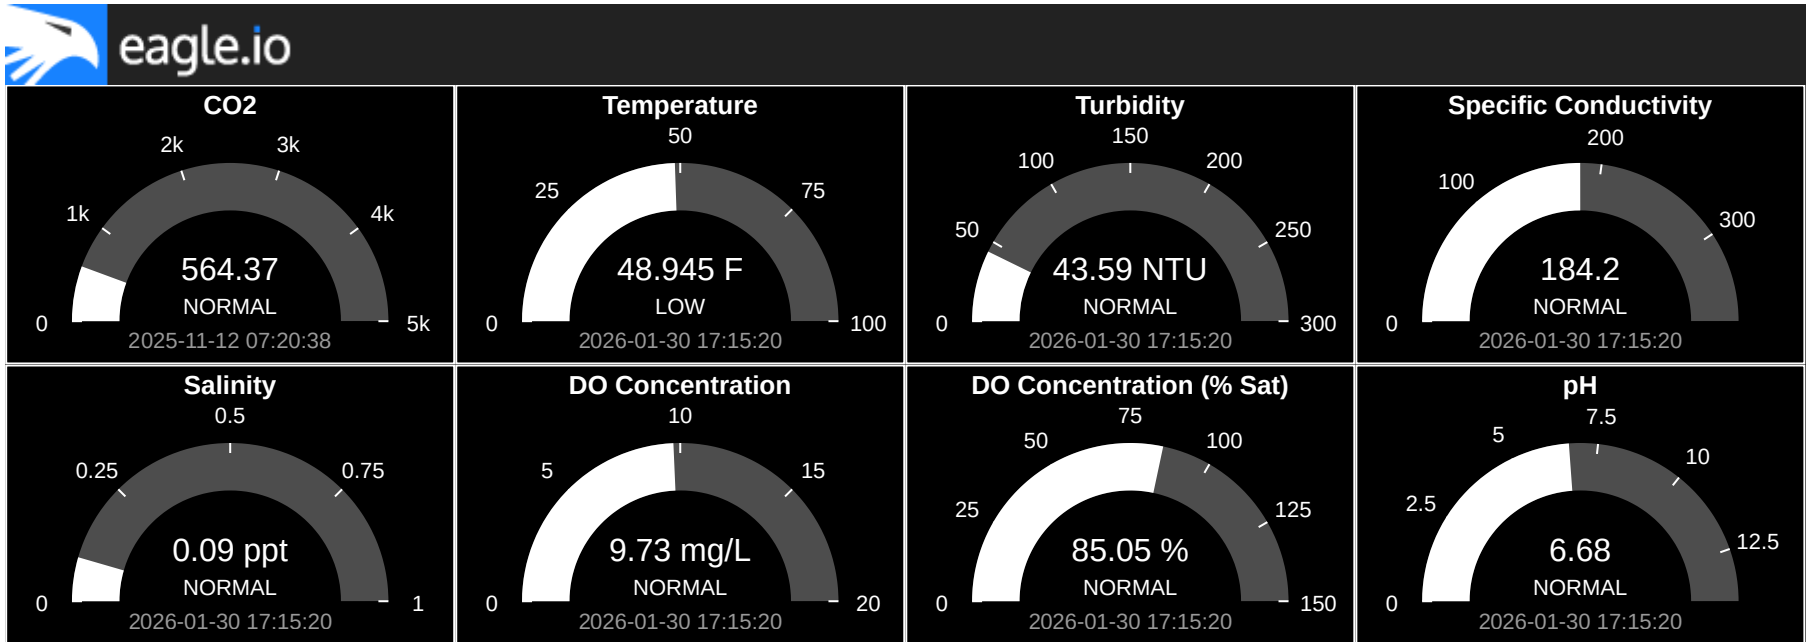 eagle.io
CO2
2k
3k
1k
4k
564.37
NORMAL
0
5k
2025-11-12 07:20:38
Temperature
50
25
75
48.945 F
LOW
0
100
2026-01-30 17:15:20
Turbidity
150
100
200
50
250
43.59 NTU
NORMAL
0
300
2026-01-30 17:15:20
Specific Conductivity
200
100
300
184.2
NORMAL
0
2026-01-30 17:15:20
Salinity
0.5
0.25
0.75
0.09 ppt
NORMAL
0
1
2026-01-30 17:15:20
DO Concentration
10
5
15
9.73 mg/L
NORMAL
0
20
2026-01-30 17:15:20
DO Concentration (% Sat)
75
50
100
25
125
85.05 %
NORMAL
0
150
2026-01-30 17:15:20
pH
7.5
5
10
2.5
12.5
6.68
NORMAL
0
2026-01-30 17:15:20